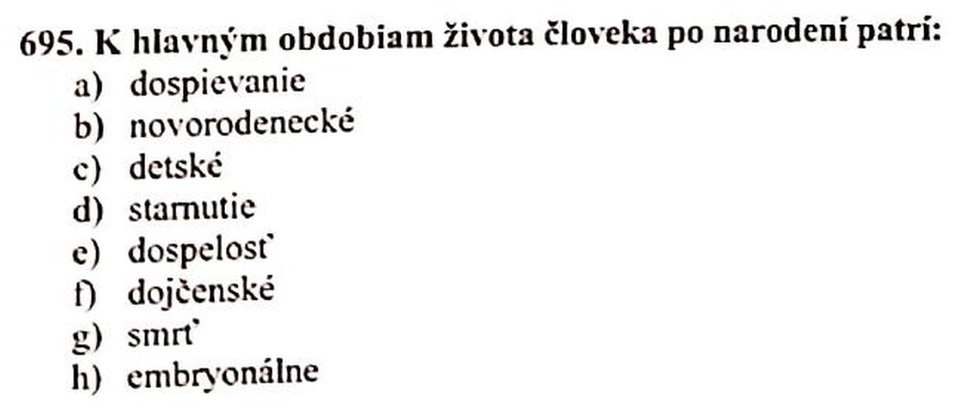 695. K hlavným obdobiam života človeka po narodení patrí:
a) dospievanie
b) novorodenecké
c) detské
d) starnutie
e) dospelosť
f) dojčenské
g) smrť
h) embryonálne